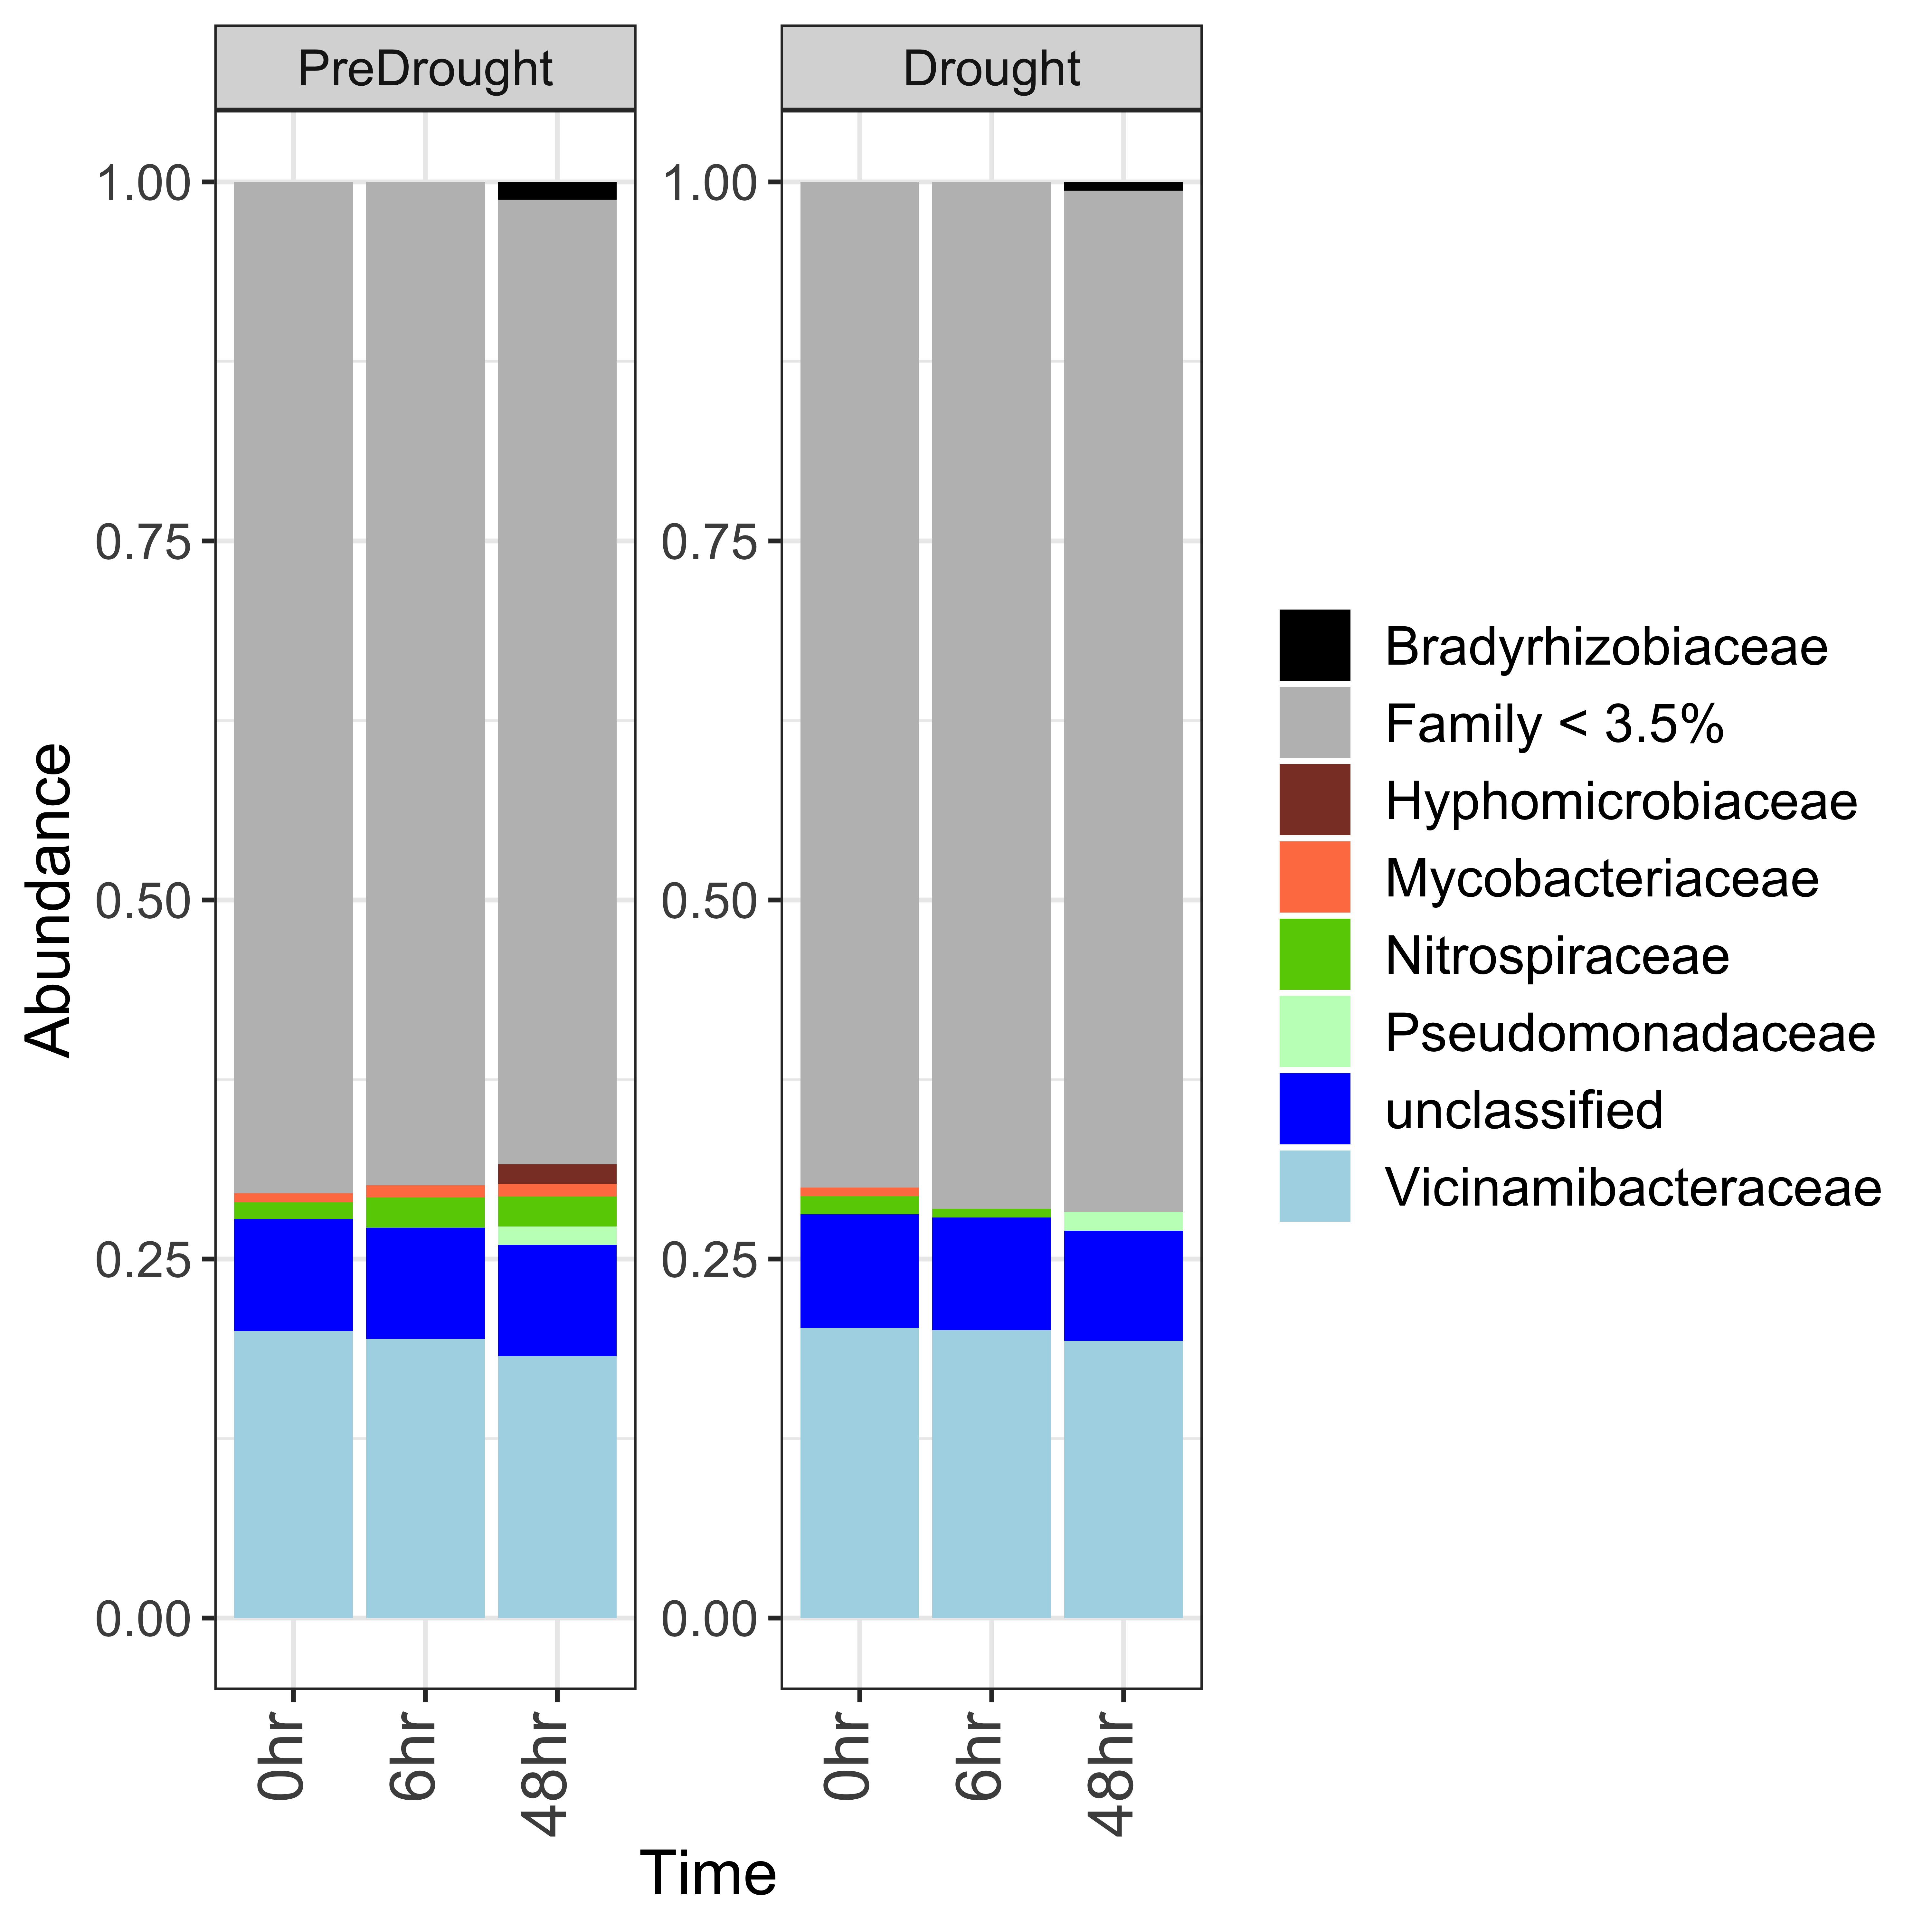 PreDrought
Drought
1.00
0.75
0.50
0.25
0.00
1.00
0.75
0.50
0.25
0.00
Abundance
0hr
6hr
48hr
0hr
6hr
48hr
Time
Bradyrhizobiaceae
Family < 3.5%
Hyphomicrobiaceae
Mycobacteriaceae
Nitrospiraceae
Pseudomonadaceae
unclassified
Vicinamibacteraceae